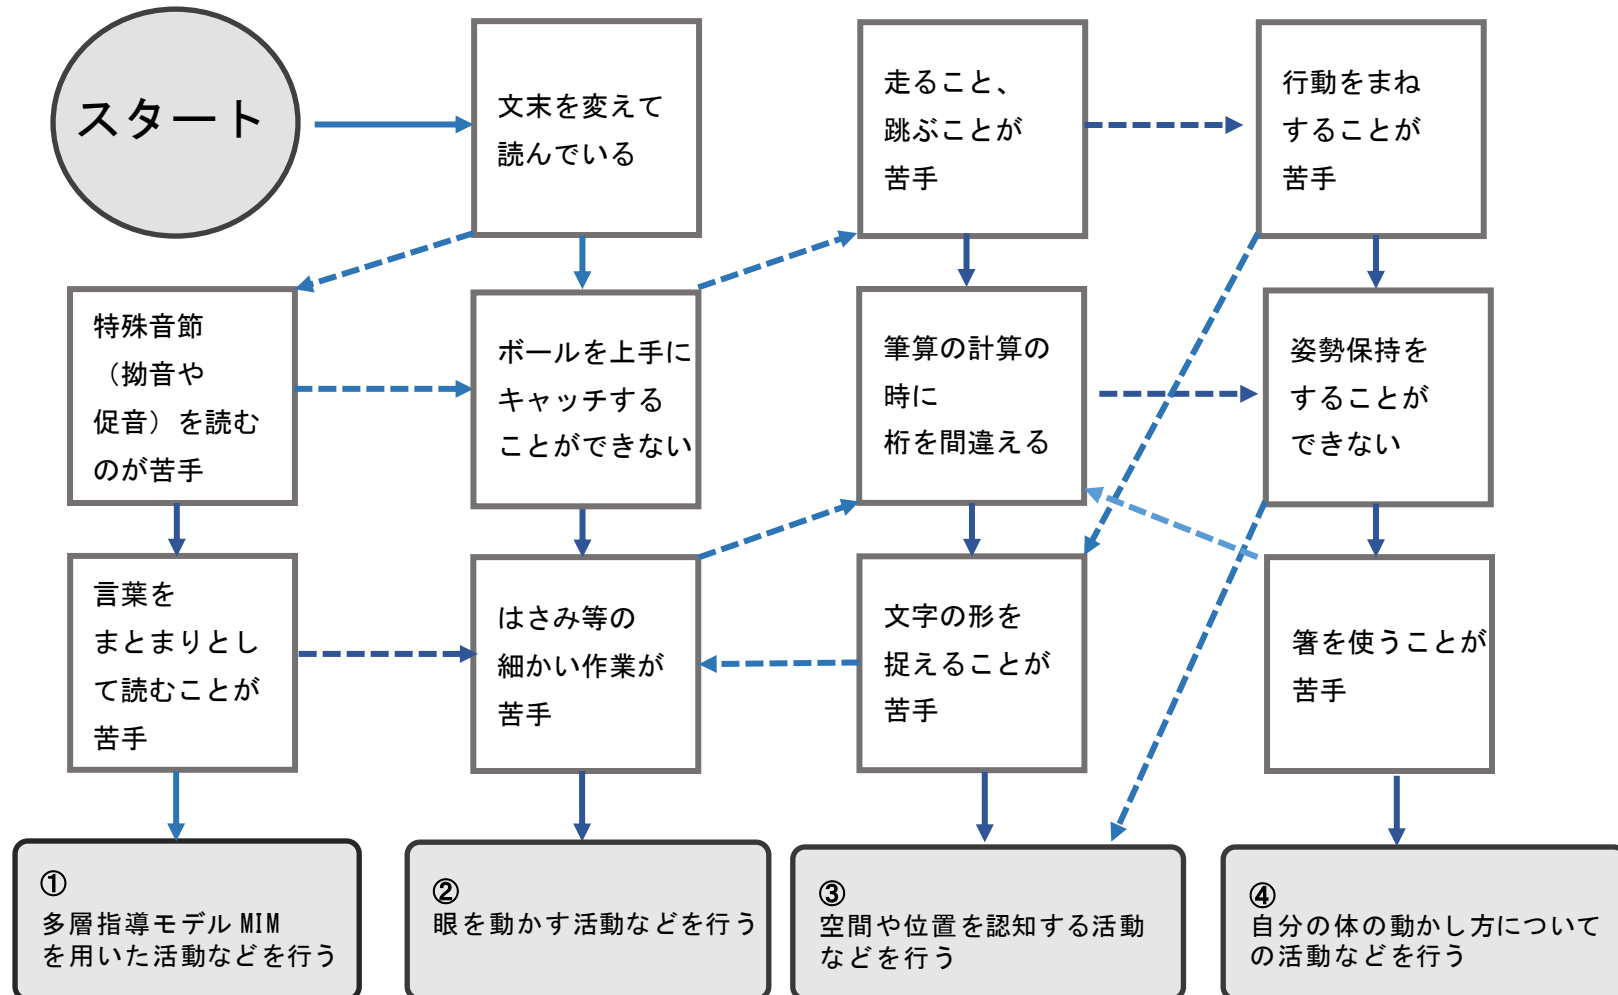 スタート
文末を変えて
読んでいる
走ること、
跳ぶことが
苦手
行動をまね
することが
苦手
特殊音節
（拗音や
促音）を読む
のが苦手
ボールを上手に
キャッチする
ことができない
筆算の計算の
時に
桁を間違える
姿勢保持を
することが
できない
言葉を
まとまりとし
て読むことが
苦手
はさみ等の
細かい作業が
苦手
文字の形を
捉えることが
苦手
箸を使うことが
苦手
①
多層指導モデル MIM
を用いた活動などを行う
②
眼を動かす活動などを行う
③
空間や位置を認知する活動
などを行う
④
自分の体の動かし方について
の活動などを行う